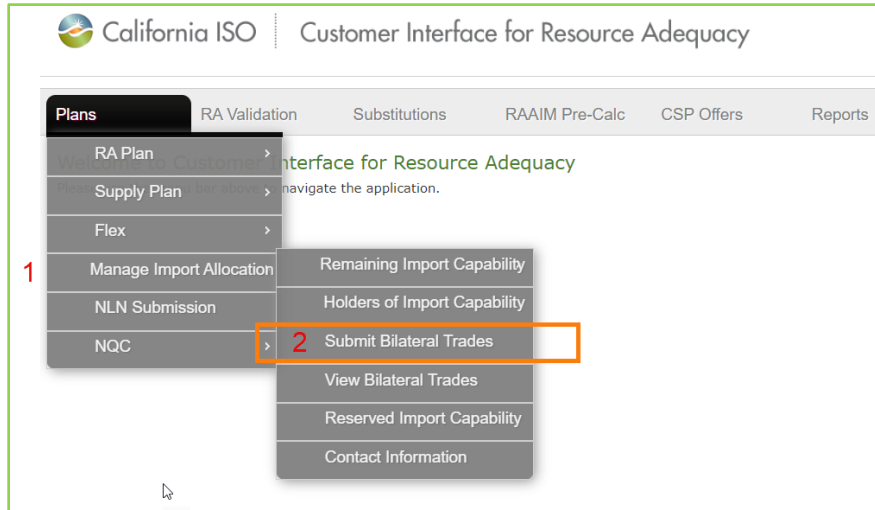 California ISO Customer Interface for Resource Adequacy
Plans RA Validation Substitutions RAAIM Pre-Calc CSP Offers Reports
Welcome to Customer Interface for Resource Adequacy
navigate the application.
RA Plan >
Supply Plan >
Flex >
1 Manage Import Allocation
NLN Submission
NQC >
Remaining Import Capability
Holders of Import Capability
2 Submit Bilateral Trades
View Bilateral Trades
Reserved Import Capability
Contact Information